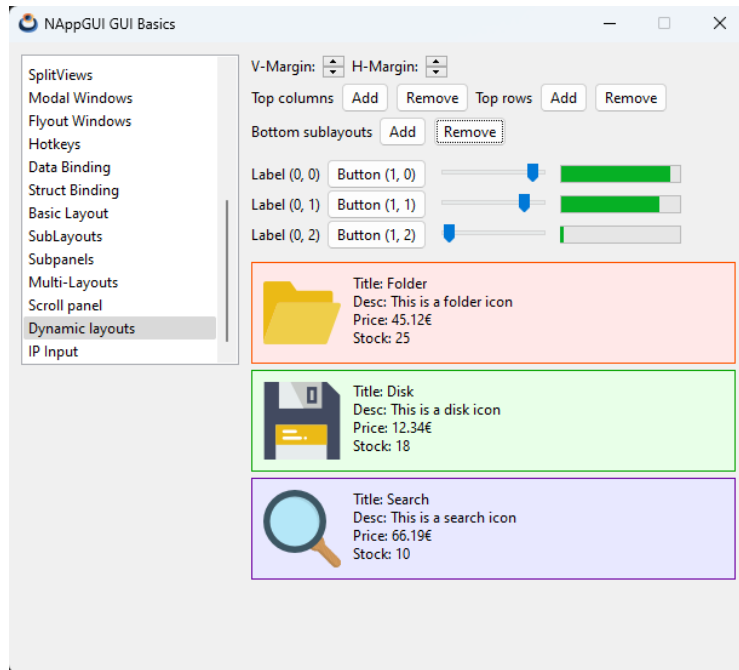 NAppGUI GUI Basics
SplitViews
Modal Windows
Flyout Windows
Hotkeys
Data Binding
Struct Binding
Basic Layout
SubLayouts
Subpanels
Multi-Layouts
Scroll panel
Dynamic layouts
IP Input
V-Margin: H-Margin:
Top columns Add Remove Top rows Add Remove
Bottom sublayouts Add Remove
Label (0, 0) Button (1, 0)
Label (0, 1) Button (1, 1)
Label (0, 2) Button (1, 2)
Title: Folder
Desc: This is a folder icon
Price: 45.12€
Stock: 25
Title: Disk
Desc: This is a disk icon
Price: 12.34€
Stock: 18
Title: Search
Desc: This is a search icon
Price: 66.19€
Stock: 10